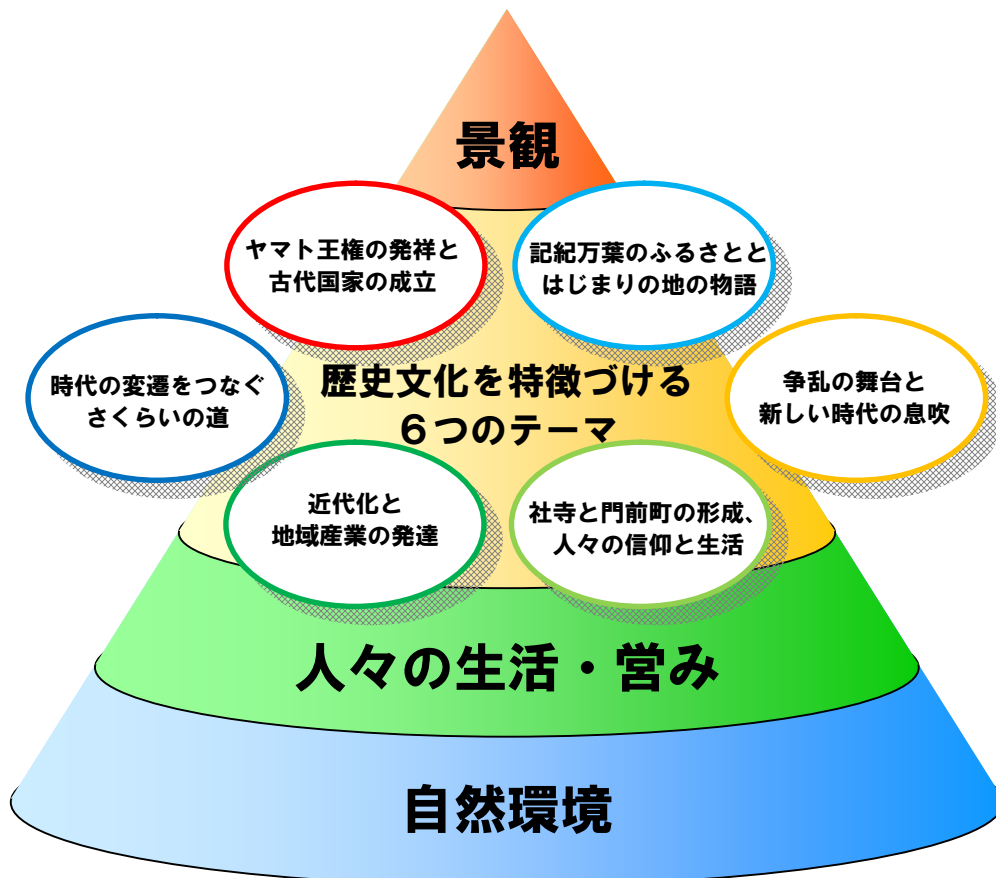 景観
ヤマト王権の発祥と
古代国家の成立
記紀万葉のふるさとと
はじまりの地の物語
時代の変遷をつなぐ
さくらいの道
歴史文化を特徴づける
６つのテーマ
争乱の舞台と
新しい時代の息吹
近代化と
地域産業の発達
社寺と門前町の形成、
人々の信仰と生活
人々の生活・営み
自然環境